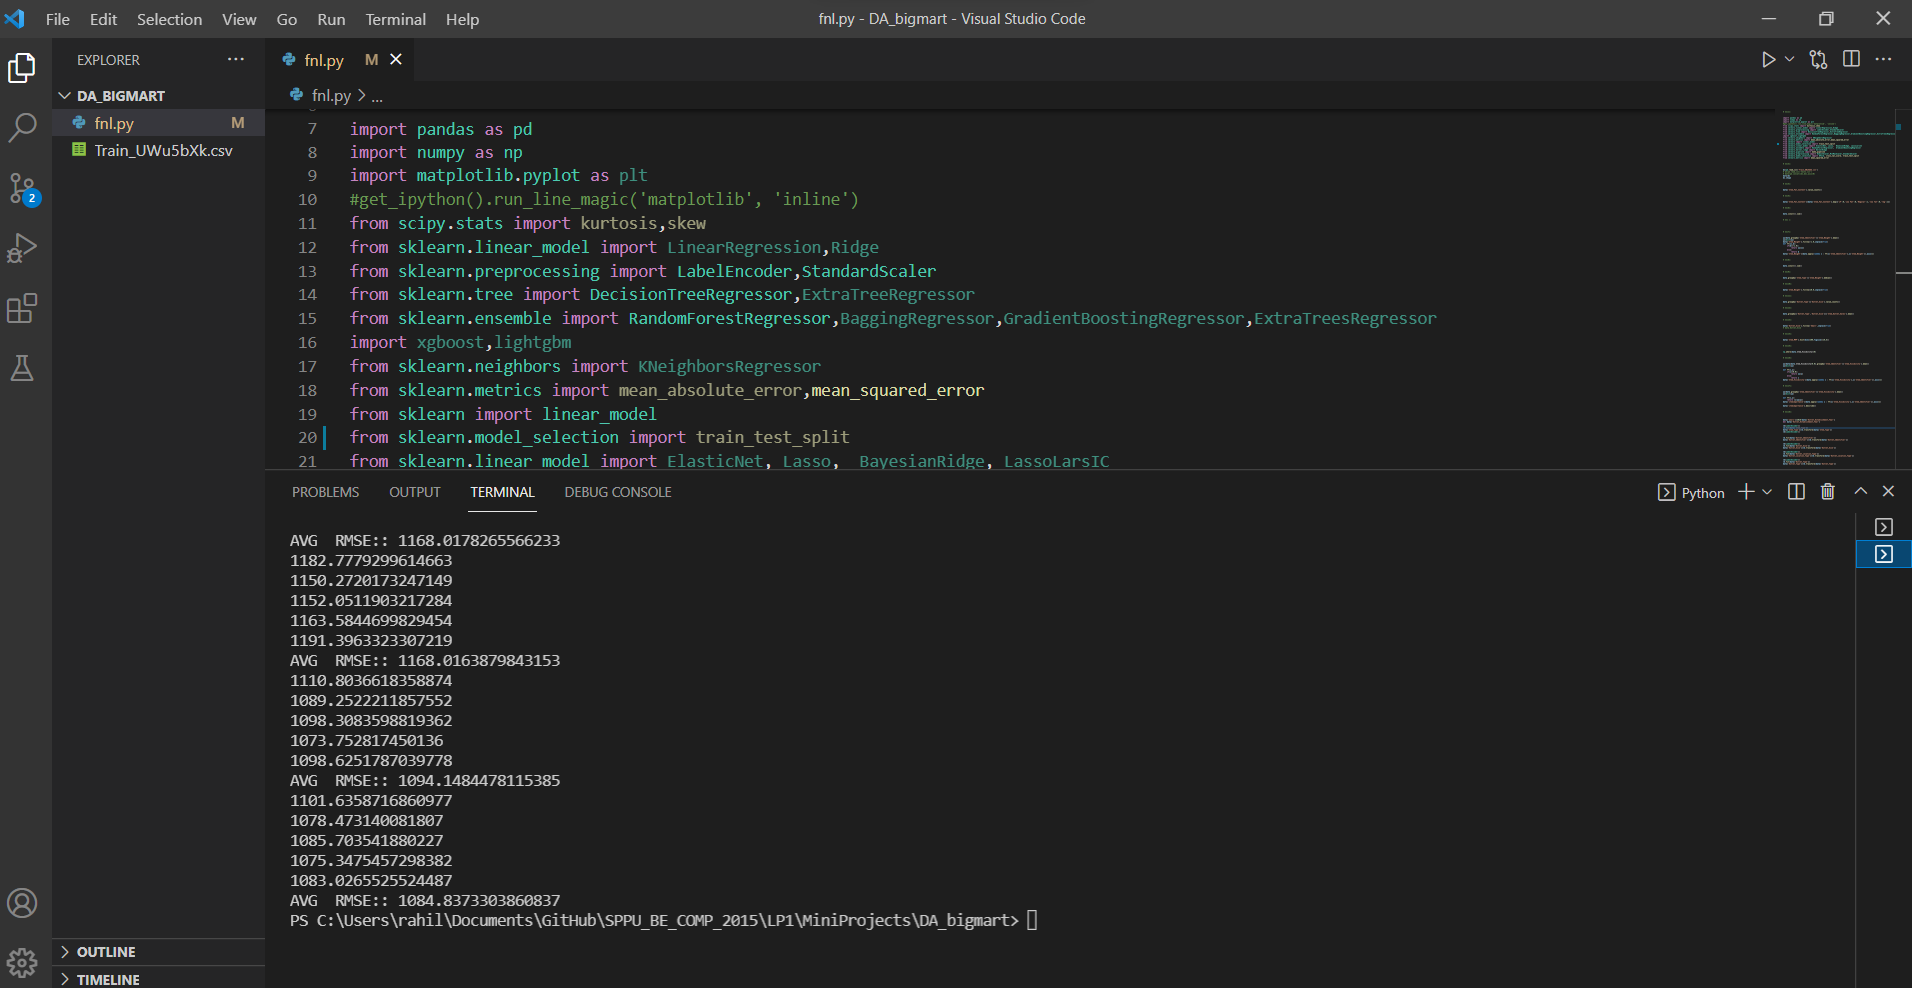 File Edit Selection View Go Run Terminal Help
fnl.py - DA_bigmart - Visual Studio Code
EXPLORER
DA_BIGMART
fnl.py M
Train_UWu5bXk.csv
2
OUTLINE
TIMELINE
fnl.py M
fnl.py > ...
7 import pandas as pd
8 import numpy as np
9 import matplotlib.pyplot as plt
10 #get_ipython().run_line_magic('matplotlib', 'inline')
11 from scipy.stats import kurtosis,skew
12 from sklearn.linear_model import LinearRegression,Ridge
13 from sklearn.preprocessing import LabelEncoder,StandardScaler
14 from sklearn.tree import DecisionTreeRegressor,ExtraTreeRegressor
15 from sklearn.ensemble import RandomForestRegressor,BaggingRegressor,GradientBoostingRegressor,ExtraTreesRegressor
16 import xgboost,lightgbm
17 from sklearn.neighbors import KNeighborsRegressor
18 from sklearn.metrics import mean_absolute_error,mean_squared_error
19 from sklearn import linear_model
20 from sklearn.model_selection import train_test_split
21 from sklearn.linear_model import ElasticNet, Lasso,  BayesianRidge, LassoLarsIC
PROBLEMS OUTPUT TERMINAL DEBUG CONSOLE
Python
AVG  RMSE:: 1168.0178265566233
1182.7779299614663
1150.2720173247149
1152.0511903217284
1163.5844699829454
1191.3963323307219
AVG  RMSE:: 1168.0163879843153
1110.8036618358874
1089.2522211857552
1098.3083598819362
1073.752817450136
1098.6251787039778
AVG  RMSE:: 1094.1484478115385
1101.6358716860977
1078.473140081807
1085.703541880227
1075.3475457298382
1083.0265525524487
AVG  RMSE:: 1084.8373303860837
PS C:\Users\rahil\Documents\GitHub\SPPU_BE_COMP_2015\LP1\MiniProjects\DA_bigmart>